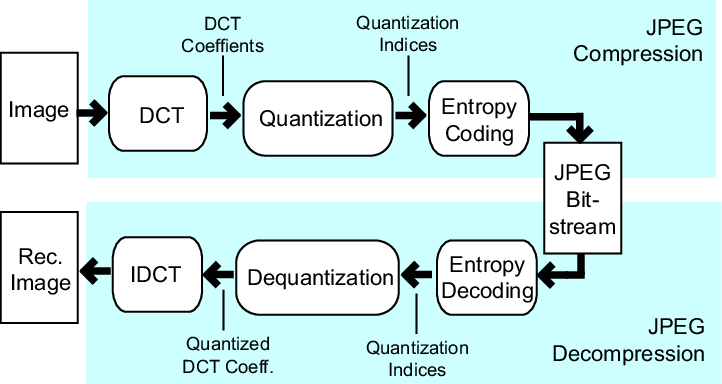 DCT
Coeffients
Quantization
Indices
JPEG
Compression
Image
DCT
Quantization
Entropy
Coding
JPEG
Bit-
stream
Rec.
Image
IDCT
Dequantization
Entropy
Decoding
Quantized
DCT Coeff.
Quantization
Indices
JPEG
Decompression